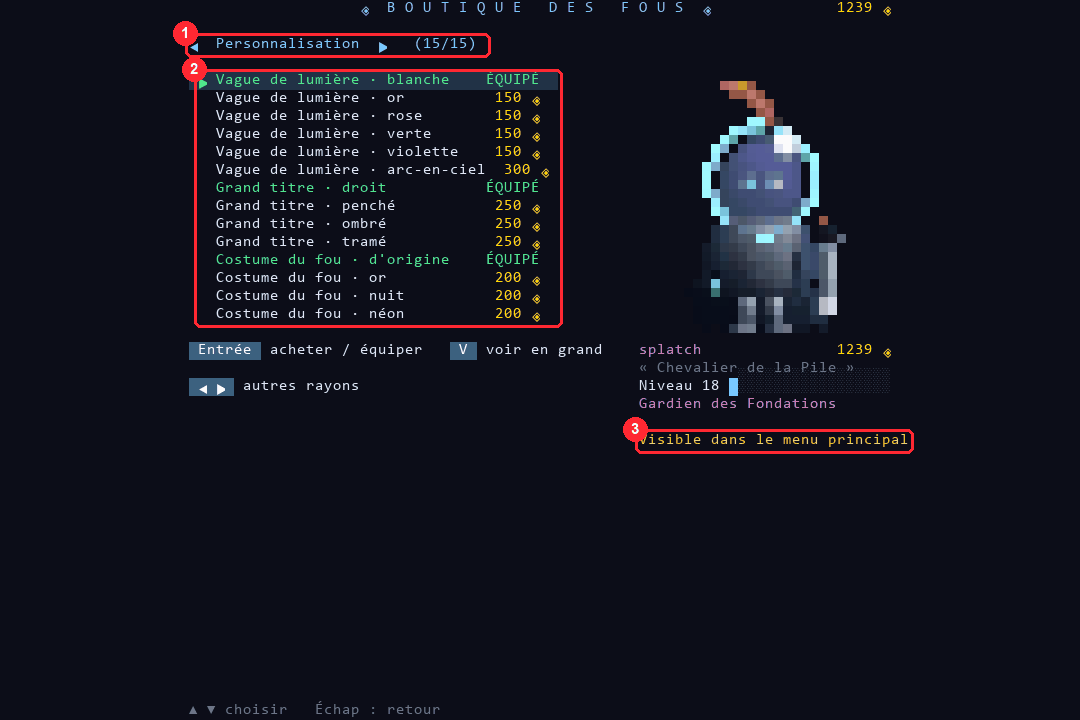 BOUTIQUE DES FOUS 1239
1
Personnalisation (15/15)
2
Vague de lumière · blanche ÉQUIPÉ
Vague de lumière · or 150
Vague de lumière · rose 150
Vague de lumière · verte 150
Vague de lumière · violette 150
Vague de lumière · arc-en-ciel 300
Grand titre · droit ÉQUIPÉ
Grand titre · penché 250
Grand titre · ombré 250
Grand titre · tramé 250
Costume du fou · d'origine ÉQUIPÉ
Costume du fou · or 200
Costume du fou · nuit 200
Costume du fou · néon 200
Entrée acheter / équiper V voir en grand
◀ ▶ autres rayons
splatch 1239
« Chevalier de la Pile »
Niveau 18
Gardien des Fondations
3
Visible dans le menu principal
▲ ▼ choisir Échap : retour